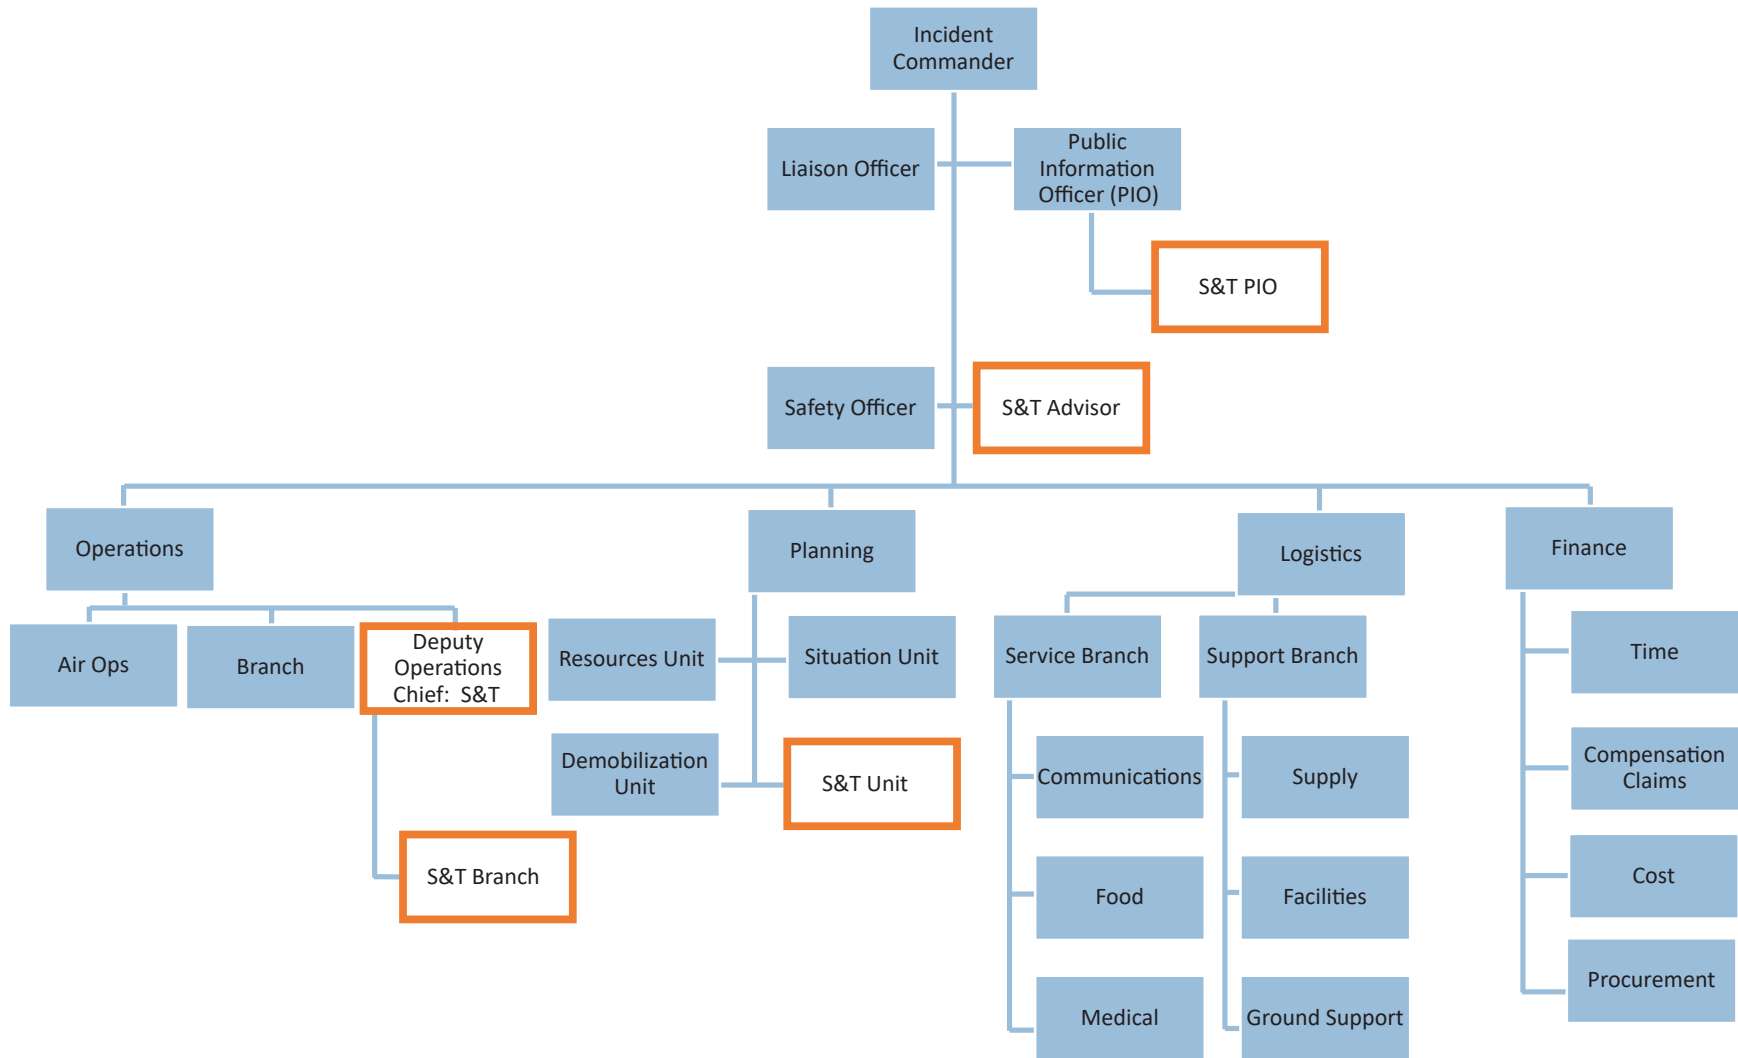 Incident
Commander
Liaison Officer
Public
Information
Officer (PIO)
S&T PIO
Safety Officer
S&T Advisor
Operations
Planning
Logistics
Finance
Air Ops
Branch
Deputy
Operations
Chief:  S&T
Resources Unit
Situation Unit
Service Branch
Support Branch
Time
Demobilization
Unit
S&T Unit
Communications
Supply
Compensation
Claims
S&T Branch
Food
Facilities
Cost
Medical
Ground Support
Procurement